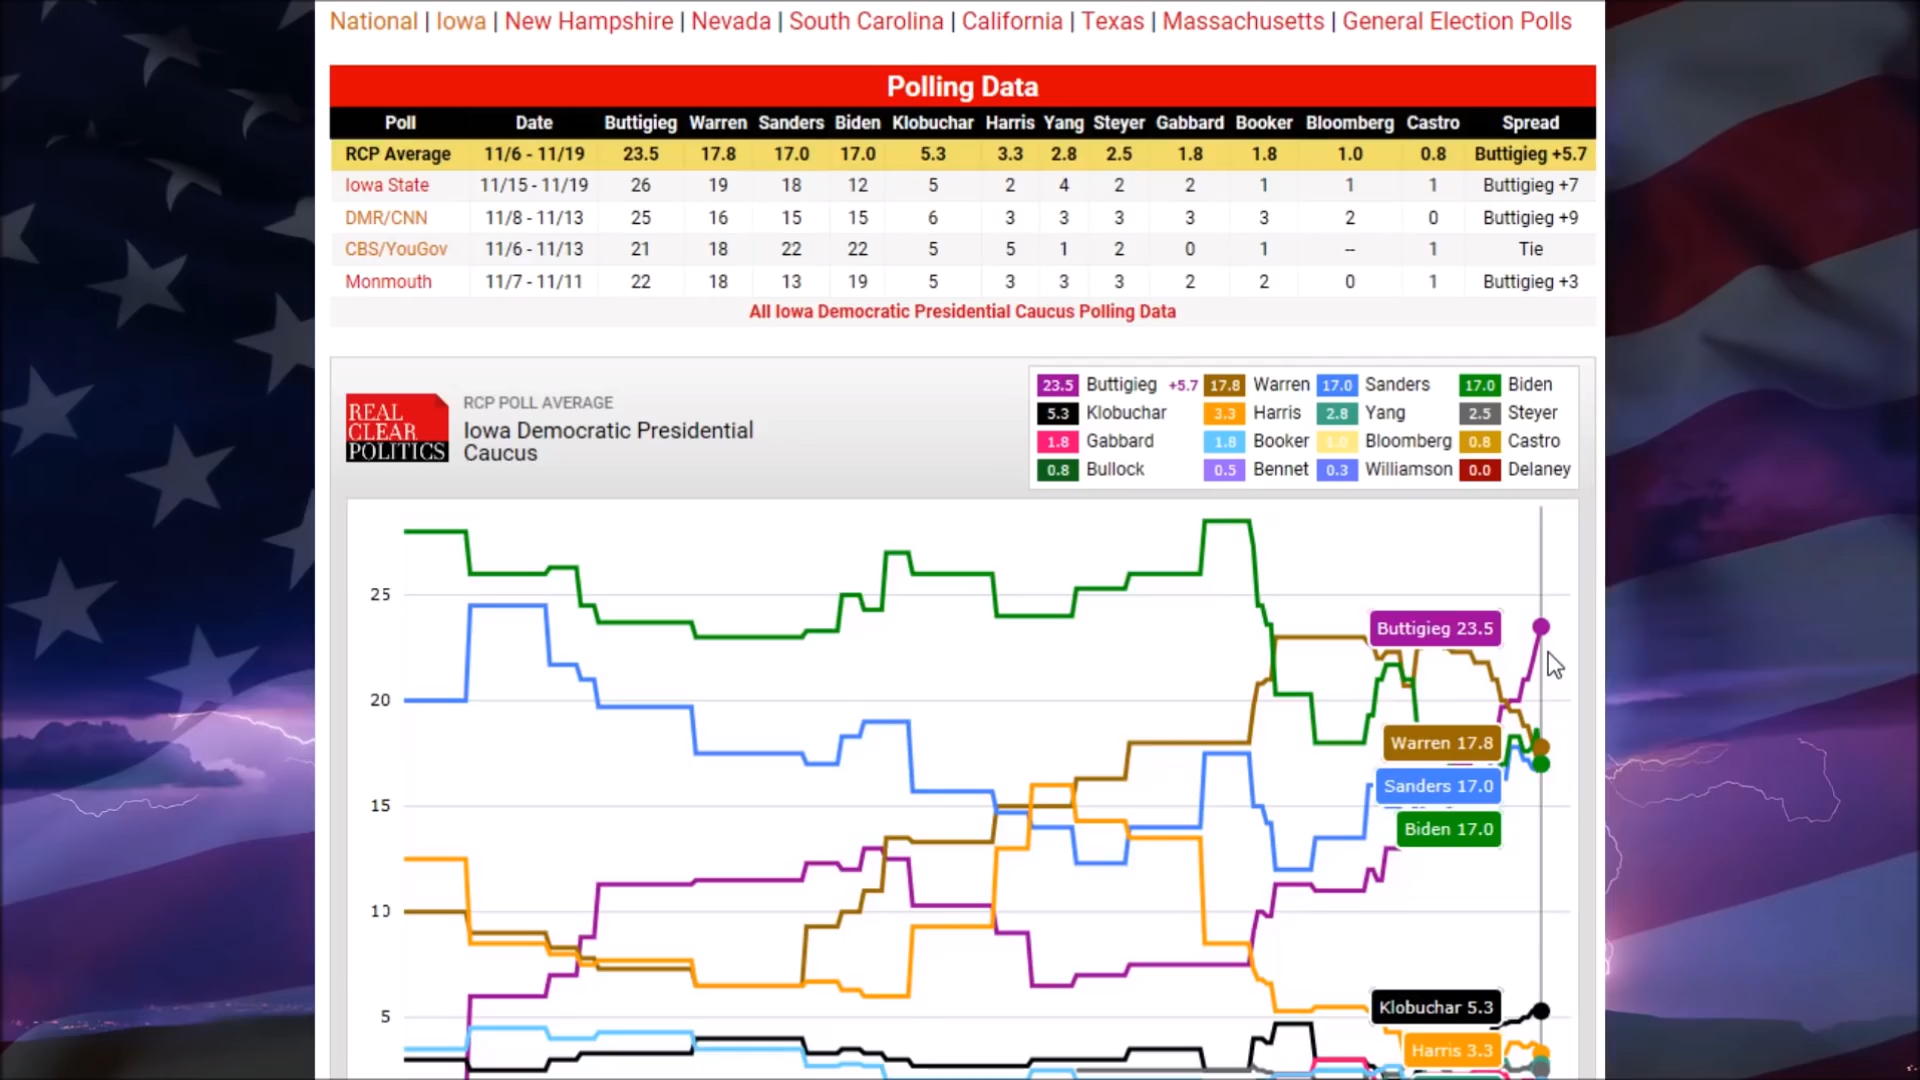 National | Iowa | New Hampshire | Nevada | South Carolina | California | Texas | Massachusetts | General Election Polls
Polling Data
Poll Date Buttigieg Warren Sanders Biden Klobuchar Harris Yang Steyer Gabbard Booker Bloomberg Castro Spread
RCP Average 11/6 - 11/19 23.5 17.8 17.0 17.0 5.3 3.3 2.8 2.5 1.8 1.8 1.0 0.8 Buttigieg +5.7
Iowa State 11/15 - 11/19 26 19 18 12 5 2 4 2 2 1 1 1 Buttigieg +7
DMR/CNN 11/8 - 11/13 25 16 15 15 6 3 3 3 3 3 2 0 Buttigieg +9
CBS/YouGov 11/6 - 11/13 21 18 22 22 5 5 1 2 0 1 -- 1 Tie
Monmouth 11/7 - 11/11 22 18 13 19 5 3 3 3 2 2 0 1 Buttigieg +3
All Iowa Democratic Presidential Caucus Polling Data
REAL
CLEAR
POLITICS
RCP POLL AVERAGE
Iowa Democratic Presidential
Caucus
23.5 Buttigieg +5.7 17.8 Warren 17.0 Sanders 17.0 Biden
5.3 Klobuchar 3.3 Harris 2.8 Yang 2.5 Steyer
1.8 Gabbard 1.8 Booker 1.0 Bloomberg 0.8 Castro
0.8 Bullock 0.5 Bennet 0.3 Williamson 0.0 Delaney
25
Buttigieg 23.5
20
Warren 17.8
Sanders 17.0
15
Biden 17.0
10
Klobuchar 5.3
5
Harris 3.3